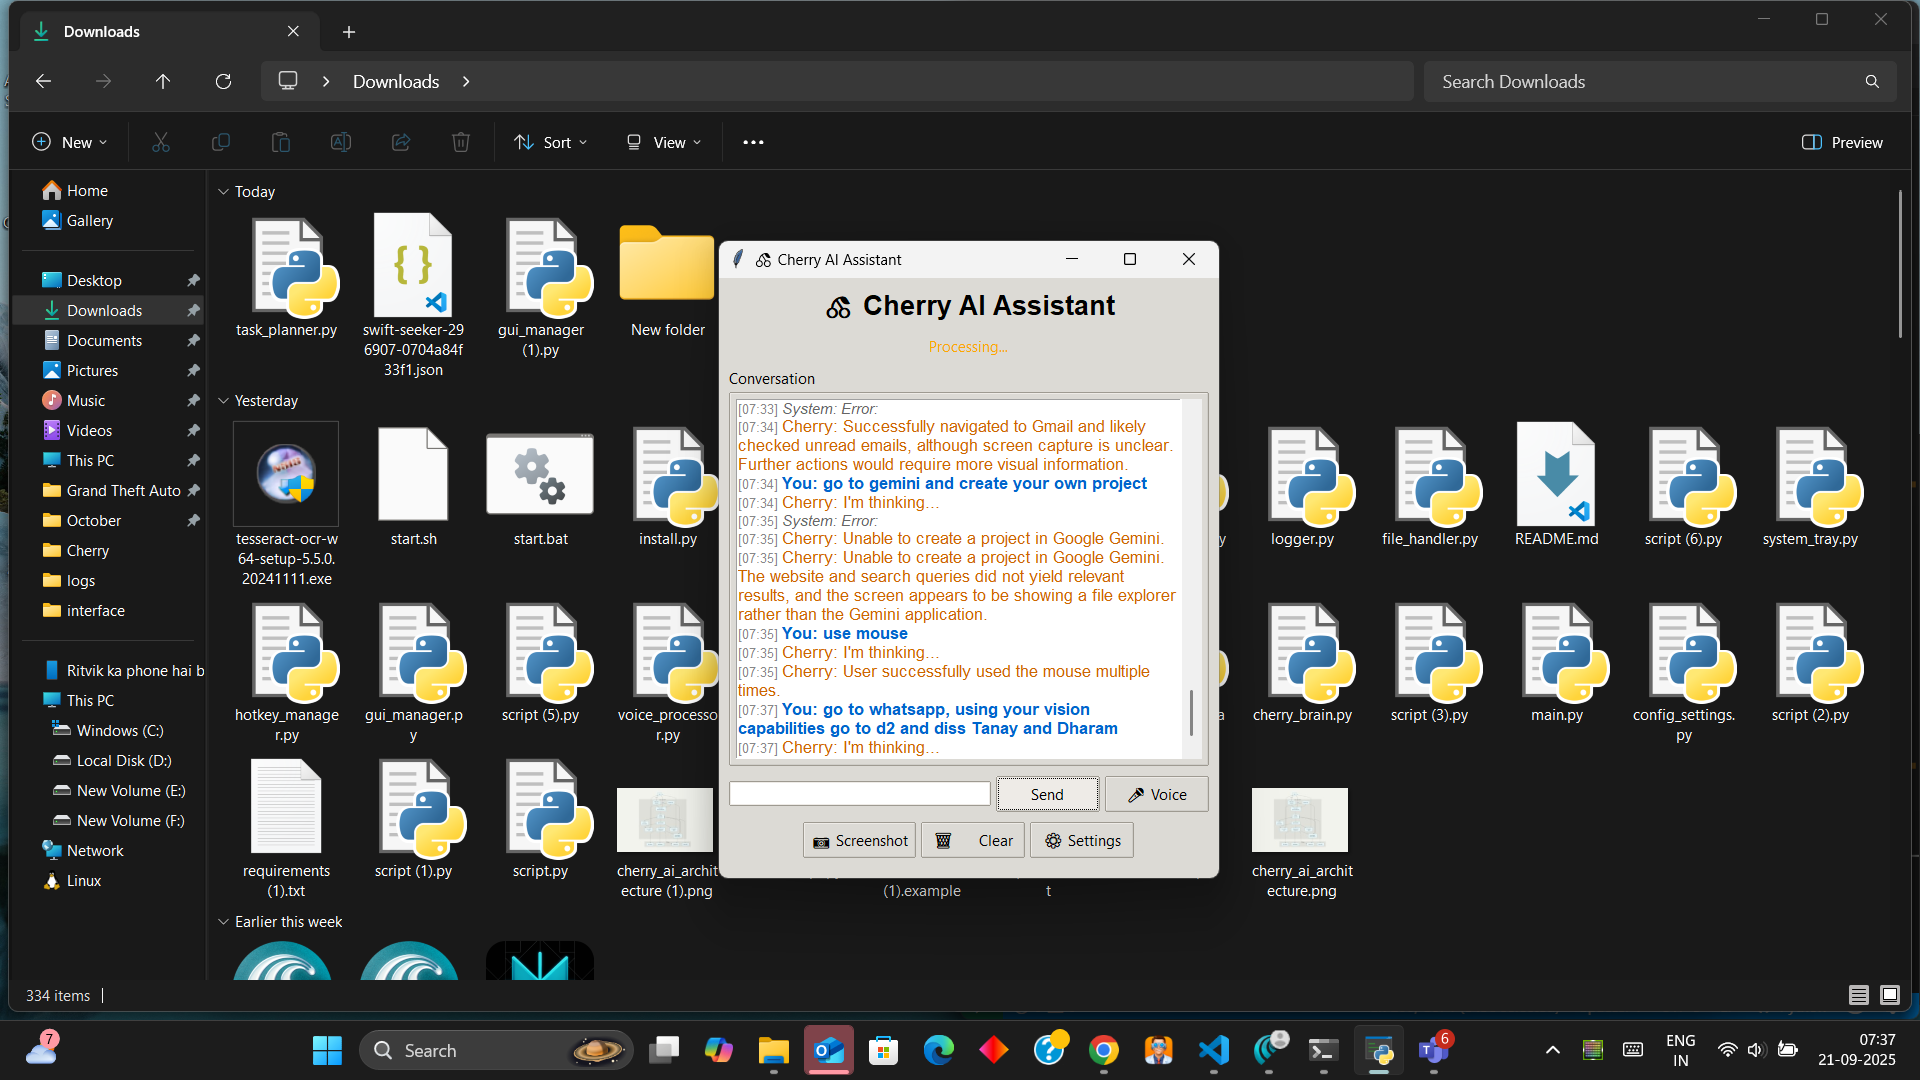 Downloads
Downloads
Search Downloads
New
Sort
View
Preview
Home
Gallery
Desktop
Downloads
Documents
Pictures
Music
Videos
This PC
Grand Theft Auto
October
Cherry
logs
interface
Ritvik ka phone hai b
This PC
Windows (C:)
Local Disk (D:)
New Volume (E:)
New Volume (F:)
Network
Linux
Today
task_planner.py
swift-seeker-29
6907-0704a84f
33f1.json
gui_manager
(1).py
New folder
Yesterday
tesseract-ocr-w
64-setup-5.5.0.
20241111.exe
start.sh
start.bat
install.py
y
logger.py
file_handler.py
README.md
script (6).py
system_tray.py
hotkey_manage
r.py
gui_manager.p
y
script (5).py
voice_processo
r.py
a
cherry_brain.py
script (3).py
main.py
config_settings.
py
script (2).py
requirements
(1).txt
script (1).py
script.py
cherry_ai_archit
ecture (1).png
(1).example
t
cherry_ai_archit
ecture.png
Earlier this week
334 items
Cherry AI Assistant
Cherry AI Assistant
Processing...
Conversation
[07:33] System: Error:
[07:34] Cherry: Successfully navigated to Gmail and likely
checked unread emails, although screen capture is unclear.
Further actions would require more visual information.
[07:34] You: go to gemini and create your own project
[07:34] Cherry: I'm thinking...
[07:35] System: Error:
[07:35] Cherry: Unable to create a project in Google Gemini.
[07:35] Cherry: Unable to create a project in Google Gemini.
The website and search queries did not yield relevant
results, and the screen appears to be showing a file explorer
rather than the Gemini application.
[07:35] You: use mouse
[07:35] Cherry: I'm thinking...
[07:35] Cherry: User successfully used the mouse multiple
times.
[07:37] You: go to whatsapp, using your vision
capabilities go to d2 and diss Tanay and Dharam
[07:37] Cherry: I'm thinking...
Send
Voice
Screenshot
Clear
Settings
7
Search
6
ENG
IN
07:37
21-09-2025